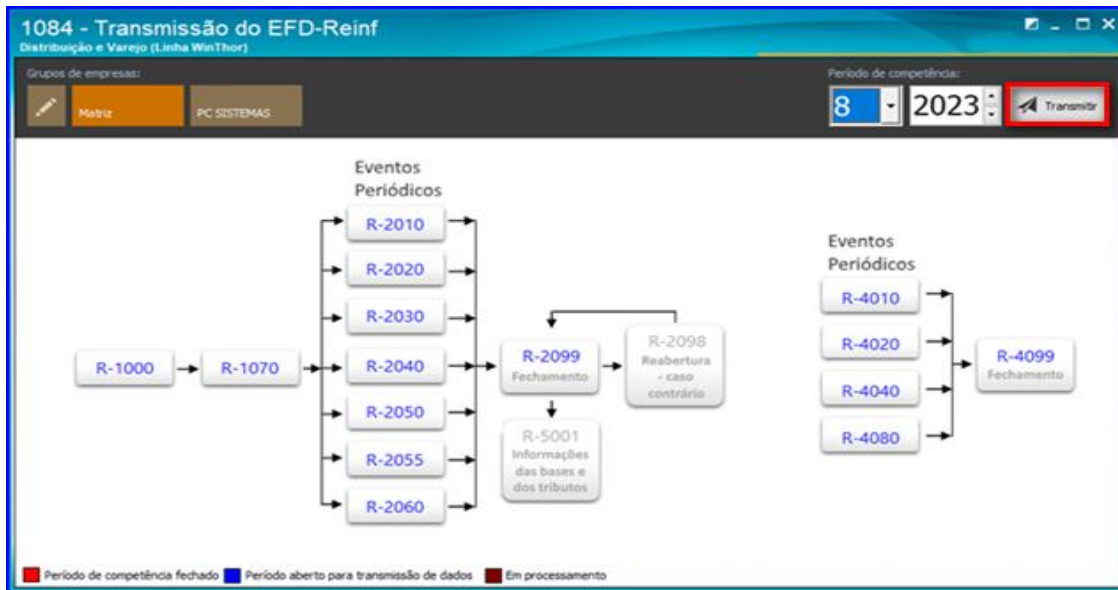 1084 - Transmissão do EFD-Reinf
Distribuição e Varejo (Linha WinThor)
Grupos de empresas:
Matriz
PC SISTEMAS
Período de competência:
8
2023
Transmitir
Eventos
Periódicos
R-2010
R-2020
R-2030
R-2040
R-2050
R-2055
R-2060
R-1000
R-1070
R-2099
Fechamento
R-2098
Reabertura
- caso
contrário
R-5001
Informações
das bases e
dos tributos
Eventos
Periódicos
R-4010
R-4020
R-4040
R-4080
R-4099
Fechamento
Período de competência fechado
Período aberto para transmissão de dados
Em processamento